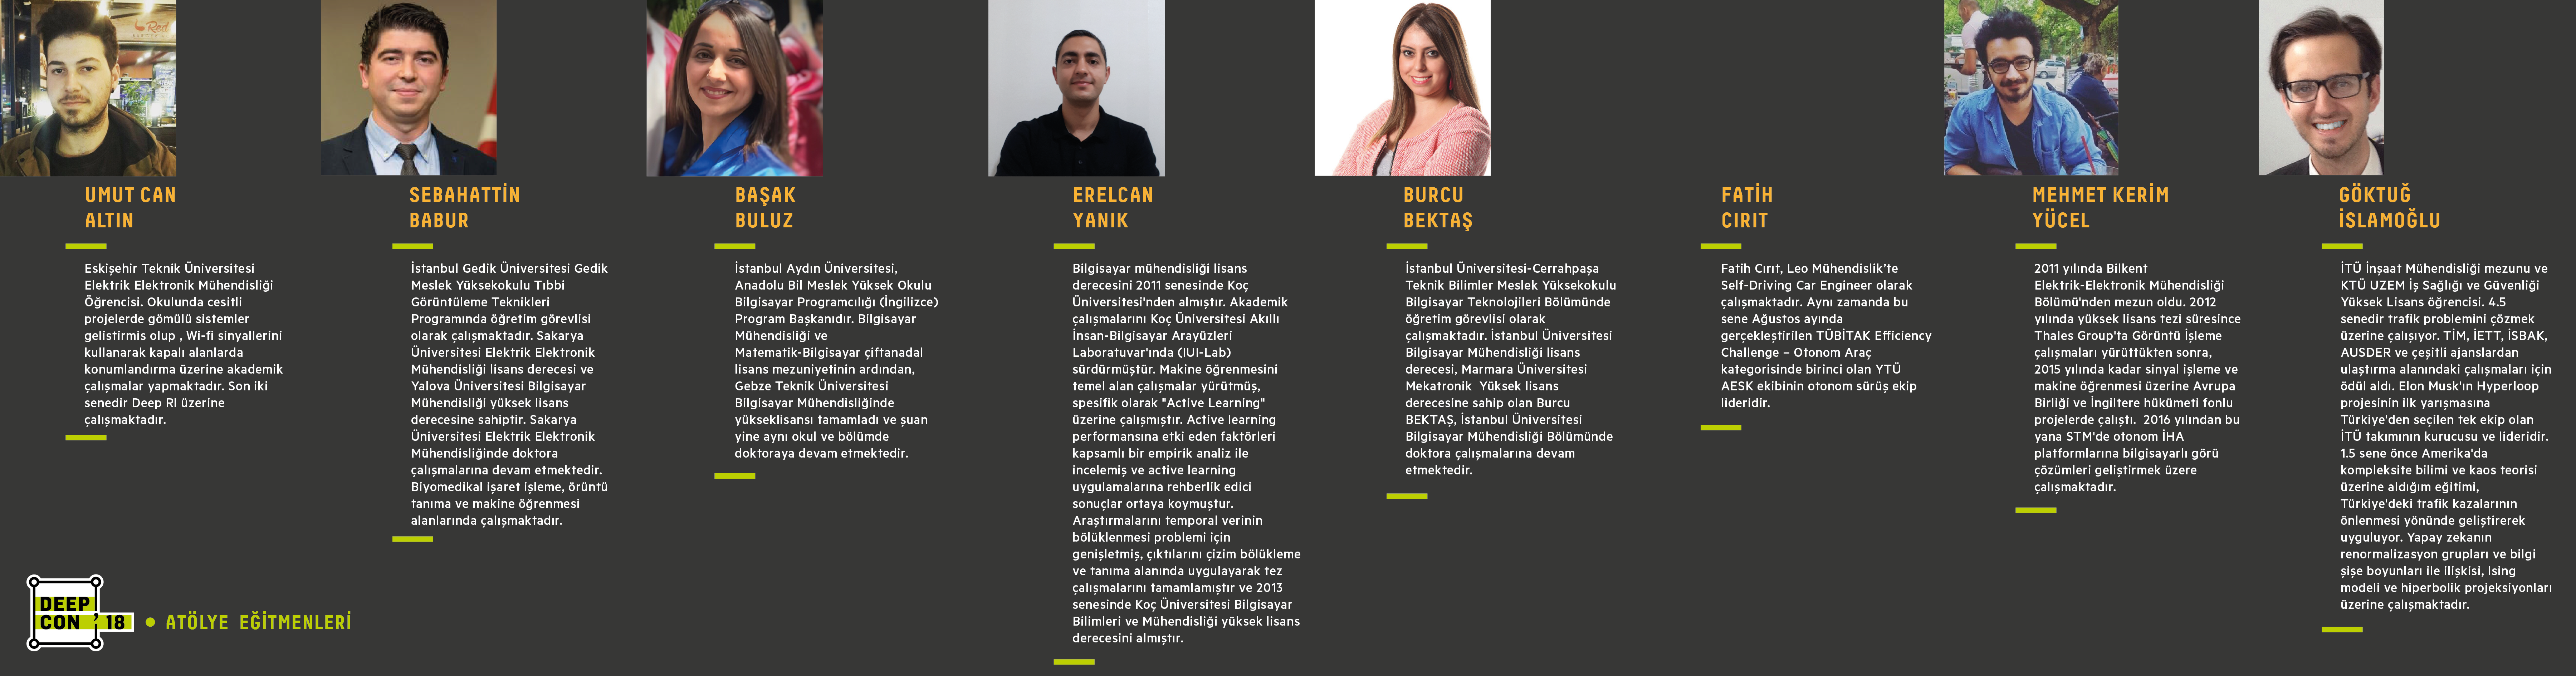 UMUT CAN
ALTIN
Eskişehir Teknik Üniversitesi
Elektrik Elektronik Mühendisliği
Öğrencisi. Okulunda cesitli
projelerde gömülü sistemler
gelistirmis olup , Wi-fi sinyallerini
kullanarak kapalı alanlarda
konumlandırma üzerine akademik
çalışmalar yapmaktadır. Son iki
senedir Deep Rl üzerine
çalışmaktadır.
SEBAHATTİN
BABUR
İstanbul Gedik Üniversitesi Gedik
Meslek Yüksekokulu Tıbbi
Görüntüleme Teknikleri
Programında öğretim görevlisi
olarak çalışmaktadır. Sakarya
Üniversitesi Elektrik Elektronik
Mühendisliği lisans derecesi ve
Yalova Üniversitesi Bilgisayar
Mühendisliği yüksek lisans
derecesine sahiptir. Sakarya
Üniversitesi Elektrik Elektronik
Mühendisliğinde doktora
çalışmalarına devam etmektedir.
Biyomedikal işaret işleme, örüntü
tanıma ve makine öğrenmesi
alanlarında çalışmaktadır.
BAŞAK
BULUZ
İstanbul Aydın Üniversitesi,
Anadolu Bil Meslek Yüksek Okulu
Bilgisayar Programcılığı (İngilizce)
Program Başkanıdır. Bilgisayar
Mühendisliği ve
Matematik-Bilgisayar çiftanadal
lisans mezuniyetinin ardından,
Gebze Teknik Üniversitesi
Bilgisayar Mühendisliğinde
yükseklisansı tamamladı ve şuan
yine aynı okul ve bölümde
doktoraya devam etmektedir.
ERELCAN
YANIK
Bilgisayar mühendisliği lisans
derecesini 2011 senesinde Koç
Üniversitesi'nden almıştır. Akademik
çalışmalarını Koç Üniversitesi Akıllı
İnsan-Bilgisayar Arayüzleri
Laboratuvar'ında (IUI-Lab)
sürdürmüştür. Makine öğrenmesini
temel alan çalışmalar yürütmüş,
spesifik olarak "Active Learning"
üzerine çalışmıştır. Active learning
performansına etki eden faktörleri
kapsamlı bir empirik analiz ile
incelemiş ve active learning
uygulamalarına rehberlik edici
sonuçlar ortaya koymuştur.
Araştırmalarını temporal verinin
bölüklenmesi problemi için
genişletmiş, çıktılarını çizim bölükleme
ve tanıma alanında uygulayarak tez
çalışmalarını tamamlamıştır ve 2013
senesinde Koç Üniversitesi Bilgisayar
Bilimleri ve Mühendisliği yüksek lisans
derecesini almıştır.
BURCU
BEKTAŞ
İstanbul Üniversitesi-Cerrahpaşa
Teknik Bilimler Meslek Yüksekokulu
Bilgisayar Teknolojileri Bölümünde
öğretim görevlisi olarak
çalışmaktadır. İstanbul Üniversitesi
Bilgisayar Mühendisliği lisans
derecesi, Marmara Üniversitesi
Mekatronik  Yüksek lisans
derecesine sahip olan Burcu
BEKTAŞ, İstanbul Üniversitesi
Bilgisayar Mühendisliği Bölümünde
doktora çalışmalarına devam
etmektedir.
FATİH
CIRIT
Fatih Cırıt, Leo Mühendislik’te
Self-Driving Car Engineer olarak
çalışmaktadır. Aynı zamanda bu
sene Ağustos ayında
gerçekleştirilen TÜBİTAK Efficiency
Challenge – Otonom Araç
kategorisinde birinci olan YTÜ
AESK ekibinin otonom sürüş ekip
lideridir.
MEHMET KERİM
YÜCEL
2011 yılında Bilkent
Elektrik-Elektronik Mühendisliği
Bölümü'nden mezun oldu. 2012
yılında yüksek lisans tezi süresince
Thales Group'ta Görüntü İşleme
çalışmaları yürüttükten sonra,
2015 yılında kadar sinyal işleme ve
makine öğrenmesi üzerine Avrupa
Birliği ve İngiltere hükümeti fonlu
projelerde çalıştı.  2016 yılından bu
yana STM'de otonom İHA
platformlarına bilgisayarlı görü
çözümleri geliştirmek üzere
çalışmaktadır.
GÖKTUĞ
İSLAMOĞLU
İTÜ İnşaat Mühendisliği mezunu ve
KTÜ UZEM İş Sağlığı ve Güvenliği
Yüksek Lisans öğrencisi. 4.5
senedir trafik problemini çözmek
üzerine çalışıyor. TİM, İETT, İSBAK,
AUSDER ve çeşitli ajanslardan
ulaştırma alanındaki çalışmaları için
ödül aldı. Elon Musk'ın Hyperloop
projesinin ilk yarışmasına
Türkiye'den seçilen tek ekip olan
İTÜ takımının kurucusu ve lideridir.
1.5 sene önce Amerika'da
kompleksite bilimi ve kaos teorisi
üzerine aldığım eğitimi,
Türkiye'deki trafik kazalarının
önlenmesi yönünde geliştirerek
uyguluyor. Yapay zekanın
renormalizasyon grupları ve bilgi
şişe boyunları ile ilişkisi, Ising
modeli ve hiperbolik projeksiyonları
üzerine çalışmaktadır.
DEEP
CON '18
• ATÖLYE EĞİTMENLERİ
Red